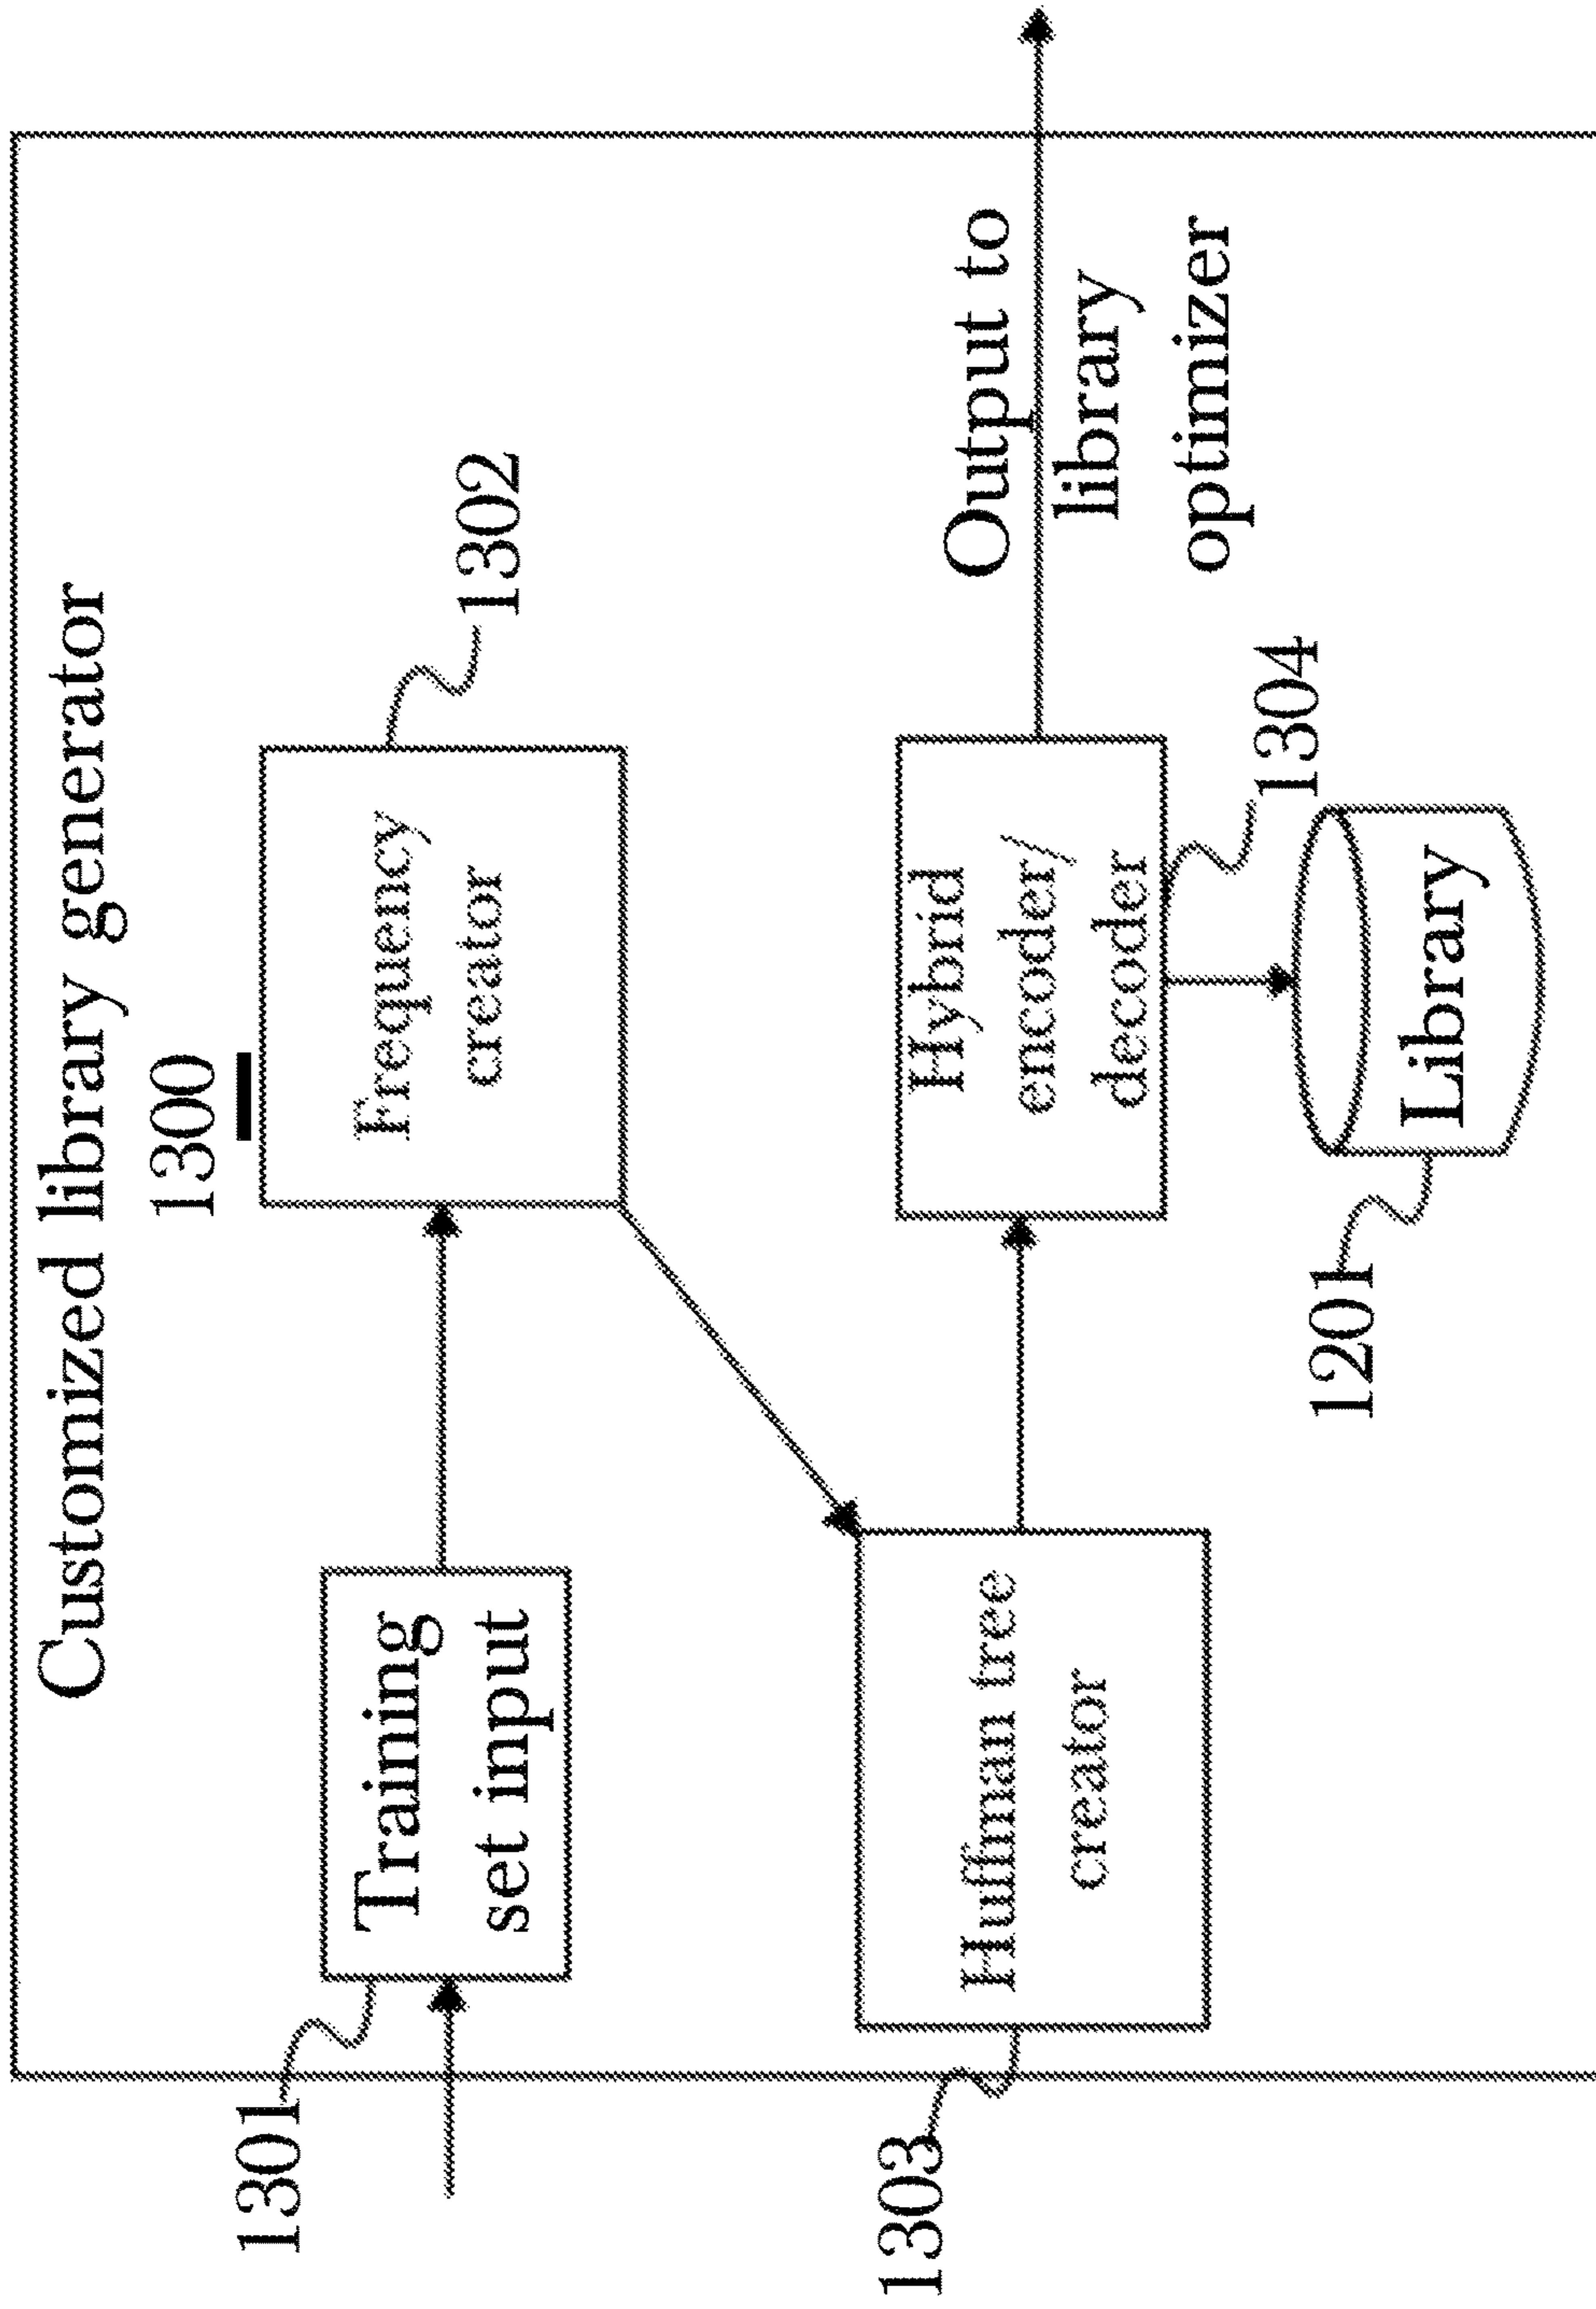 Customized library generator
1300
1301
Training
set input
Frequency
creator
1302
1303
Huffman tree
creator
Hybrid
encoder/
decoder
1304
Output to
library
optimizer
1201
Library